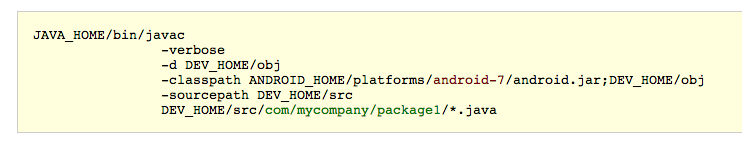 JAVA_HOME/bin/javac
-verbose
-d DEV_HOME/obj
-classpath ANDROID_HOME/platforms/android-7/android.jar;DEV_HOME/obj
-sourcepath DEV_HOME/src
DEV_HOME/src/com/mycompany/package1/*.java